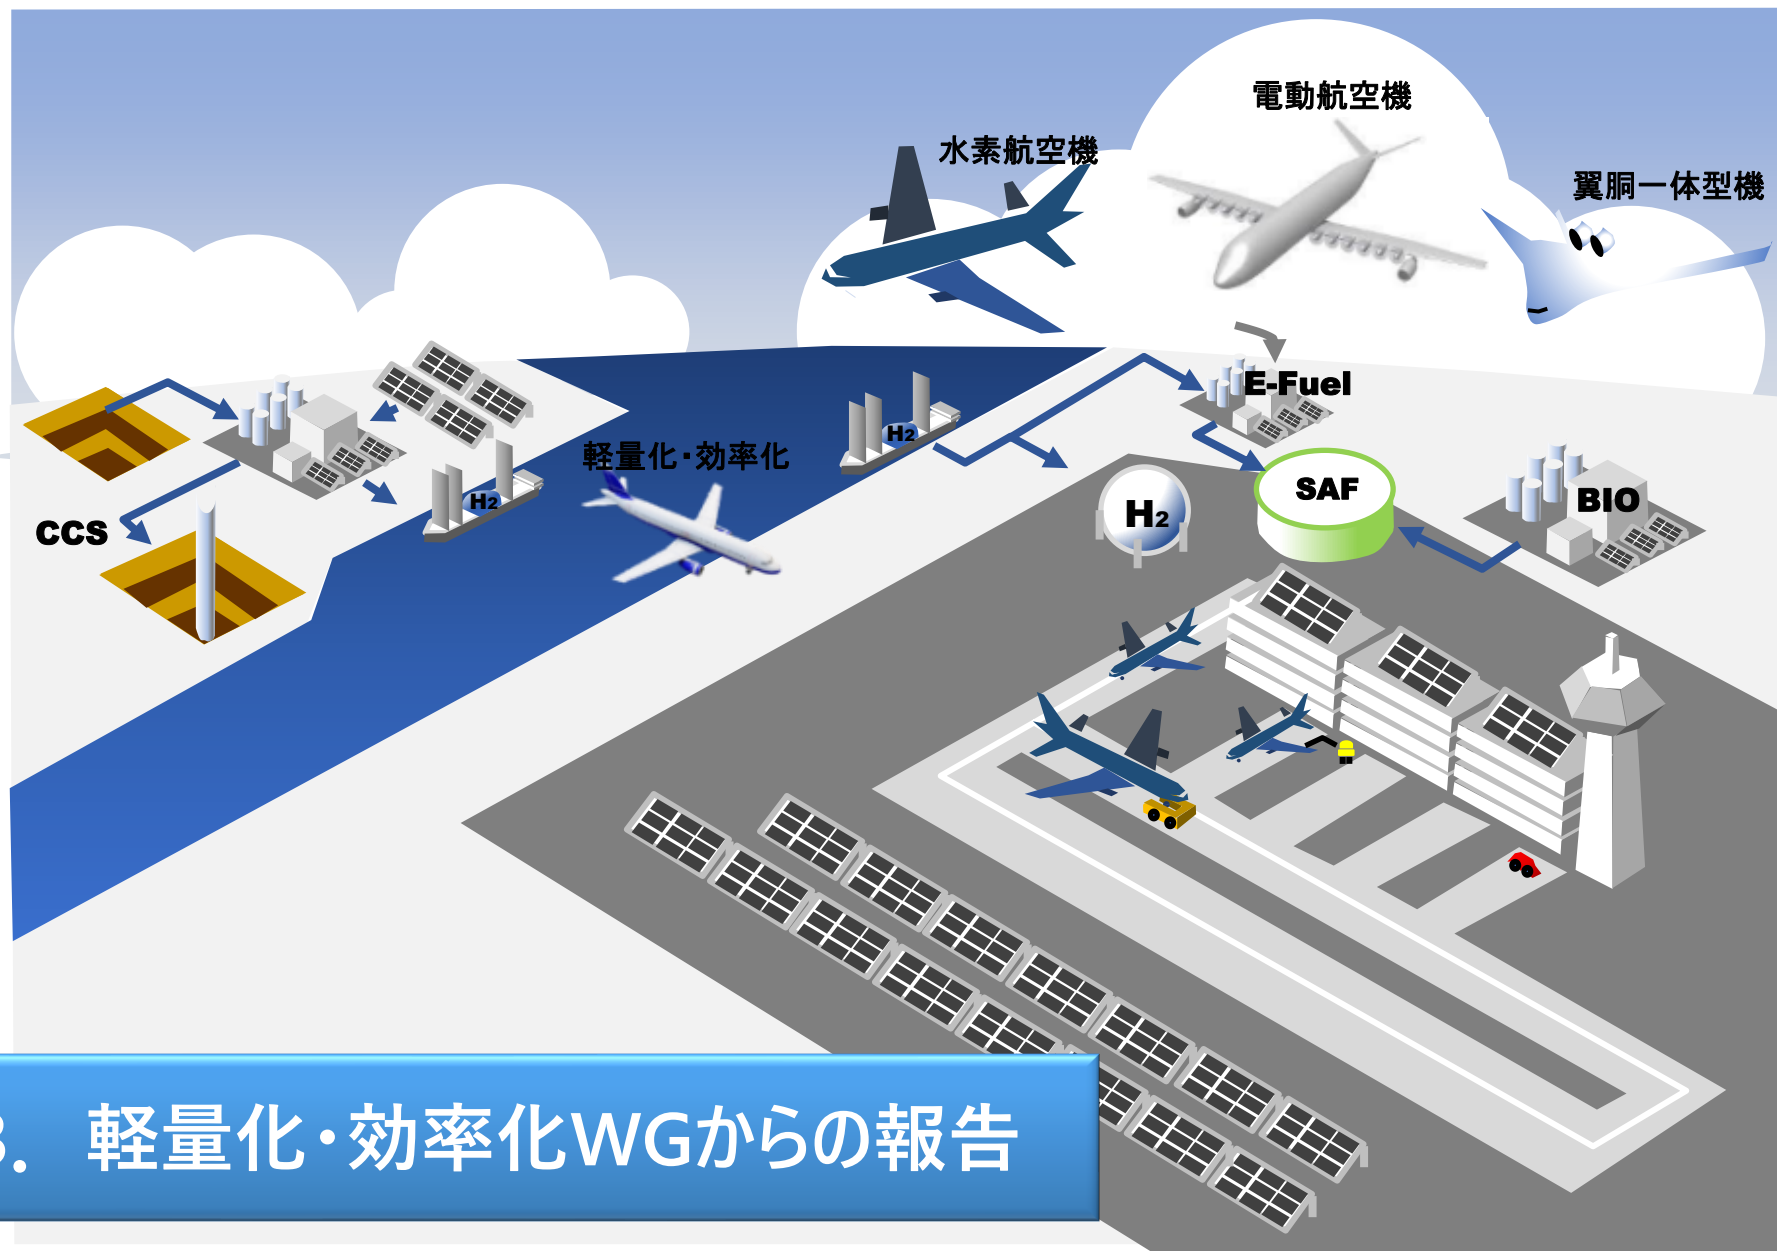 電動航空機
水素航空機
翼胴一体型機
E-Fuel
H2
軽量化・効率化
SAF
BIO
H2
H2
CCS
3. 軽量化・効率化WGからの報告